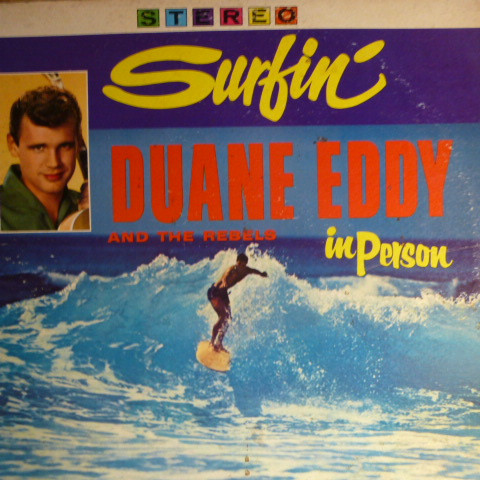 STEREO
Surfin'
DUANE EDDY
AND THE REBELS
in Person